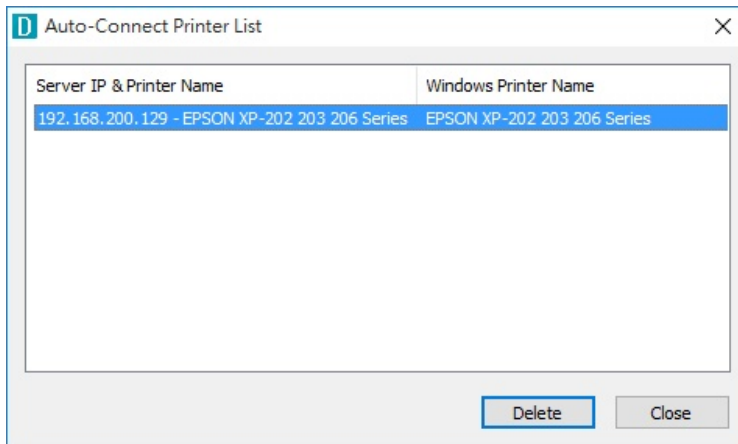 D Auto-Connect Printer List
Server IP & Printer Name Windows Printer Name
192.168.200.129 - EPSON XP-202 203 206 Series EPSON XP-202 203 206 Series
Delete Close